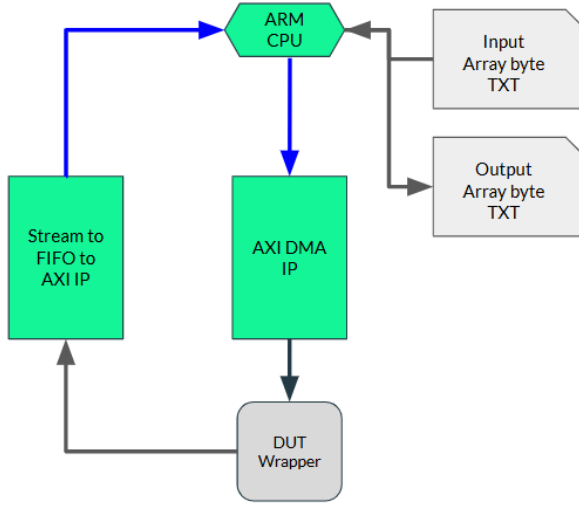 ARM
CPU
Input
Array byte
TXT
Output
Array byte
TXT
Stream to
FIFO to
AXI IP
AXI DMA
IP
DUT
Wrapper